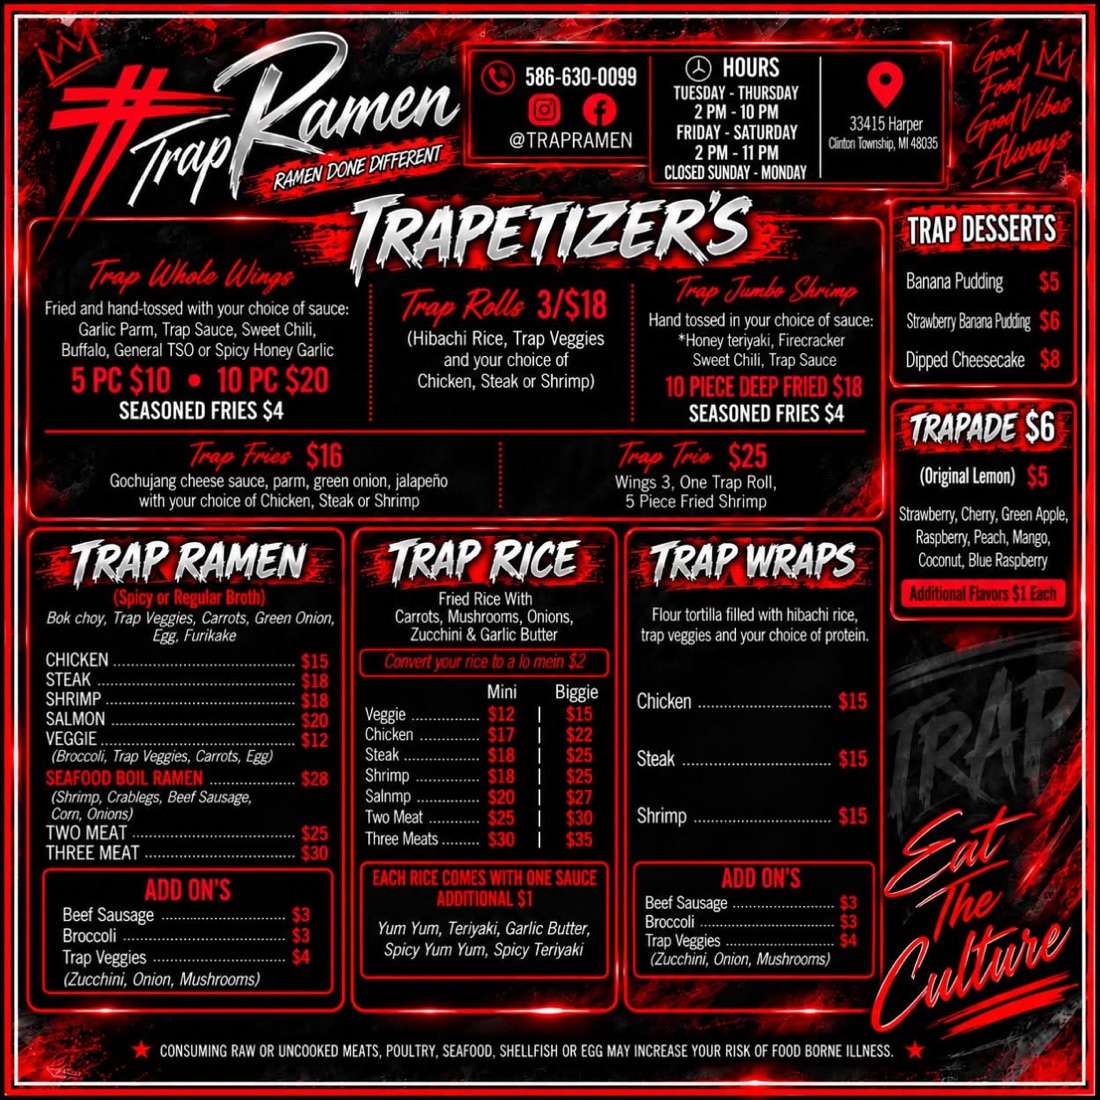 #TrapRamen
RAMEN DONE DIFFERENT
586-630-0099
@TRAPRAMEN
HOURS
TUESDAY - THURSDAY
2 PM - 10 PM
FRIDAY - SATURDAY
2 PM - 11 PM
CLOSED SUNDAY - MONDAY
33415 Harper
Clinton Township, MI 48035
Good
Food
Good Vibes
Always
TRAPETIZER'S
Trap Whole Wings
Fried and hand-tossed with your choice of sauce:
Garlic Parm, Trap Sauce, Sweet Chili,
Buffalo, General TSO or Spicy Honey Garlic
5 PC $10 • 10 PC $20
SEASONED FRIES $4
Trap Rolls 3/$18
(Hibachi Rice, Trap Veggies
and your choice of
Chicken, Steak or Shrimp)
Trap Jumbo Shrimp
Hand tossed in your choice of sauce:
*Honey teriyaki, Firecracker
Sweet Chili, Trap Sauce
10 PIECE DEEP FRIED $18
SEASONED FRIES $4
Trap Fries $16
Gochujang cheese sauce, parm, green onion, jalapeño
with your choice of Chicken, Steak or Shrimp
Trap Trio $25
Wings 3, One Trap Roll,
5 Piece Fried Shrimp
TRAP DESSERTS
Banana Pudding $5
Strawberry Banana Pudding $6
Dipped Cheesecake $8
TRAPADE $6
(Original Lemon) $5
Strawberry, Cherry, Green Apple,
Raspberry, Peach, Mango,
Coconut, Blue Raspberry
Additional Flavors $1 Each
TRAP RAMEN
(Spicy or Regular Broth)
Bok choy, Trap Veggies, Carrots, Green Onion,
Egg, Furikake
CHICKEN $15
STEAK $18
SHRIMP $18
SALMON $20
VEGGIE $12
(Broccoli, Trap Veggies, Carrots, Egg)
SEAFOOD BOIL RAMEN $28
(Shrimp, Crablegs, Beef Sausage,
Corn, Onions)
TWO MEAT $25
THREE MEAT $30
ADD ON'S
Beef Sausage $3
Broccoli $3
Trap Veggies $4
(Zucchini, Onion, Mushrooms)
TRAP RICE
Fried Rice With
Carrots, Mushrooms, Onions,
Zucchini & Garlic Butter
Convert your rice to a lo mein $2
Mini Biggie
Veggie $12 | $15
Chicken $17 | $22
Steak $18 | $25
Shrimp $18 | $25
Salnmp $20 | $27
Two Meat $25 | $30
Three Meats $30 | $35
EACH RICE COMES WITH ONE SAUCE
ADDITIONAL $1
Yum Yum, Teriyaki, Garlic Butter,
Spicy Yum Yum, Spicy Teriyaki
TRAP WRAPS
Flour tortilla filled with hibachi rice,
trap veggies and your choice of protein.
Chicken $15
Steak $15
Shrimp $15
ADD ON'S
Beef Sausage $3
Broccoli $3
Trap Veggies $4
(Zucchini, Onion, Mushrooms)
TRAP
Eat
The
Culture
★ CONSUMING RAW OR UNCOOKED MEATS, POULTRY, SEAFOOD, SHELLFISH OR EGG MAY INCREASE YOUR RISK OF FOOD BORNE ILLNESS. ★